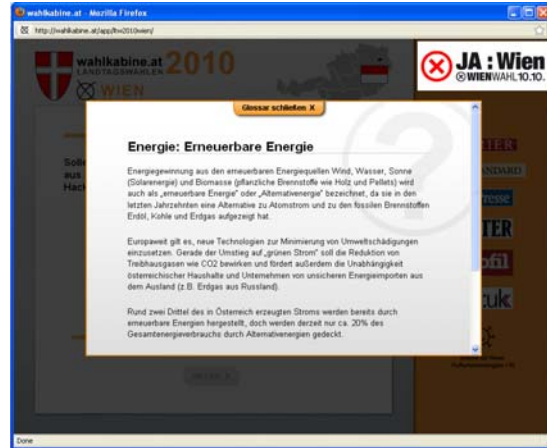 wahlkabine.at - Mozilla Firefox
http://wahlkabine.at/app/ltw2010wien/
wahlkabine.at 2010
LANDTAGSWAHLEN
WIEN
JA : Wien
WIENWAHL10.10.
Glossar schließen X
Energie: Erneuerbare Energie
Energiegewinnung aus den erneuerbaren Energiequellen Wind, Wasser, Sonne
(Solarenergie) und Biomasse (pflanzliche Brennstoffe wie Holz und Pellets) wird
auch als „erneuerbare Energie" oder „Alternativenergie" bezeichnet, da sie in den
letzten Jahrzehnten eine Alternative zu Atomstrom und zu den fossilen Brennstoffen
Erdöl, Kohle und Erdgas aufgezeigt hat.
Europaweit gilt es, neue Technologien zur Minimierung von Umweltschädigungen
einzusetzen. Gerade der Umstieg auf „grünen Strom" soll die Reduktion von
Treibhausgasen wie CO2 bewirken und fördert außerdem die Unabhängigkeit
österreichischer Haushalte und Unternehmen von unsicheren Energieimporten aus
dem Ausland (z.B. Erdgas aus Russland).
Rund zwei Drittel des in Österreich erzeugten Stroms werden bereits durch
erneuerbare Energien hergestellt, doch werden derzeit nur ca. 20% des
Gesamtenergieverbrauchs durch Alternativenergien gedeckt.
Done